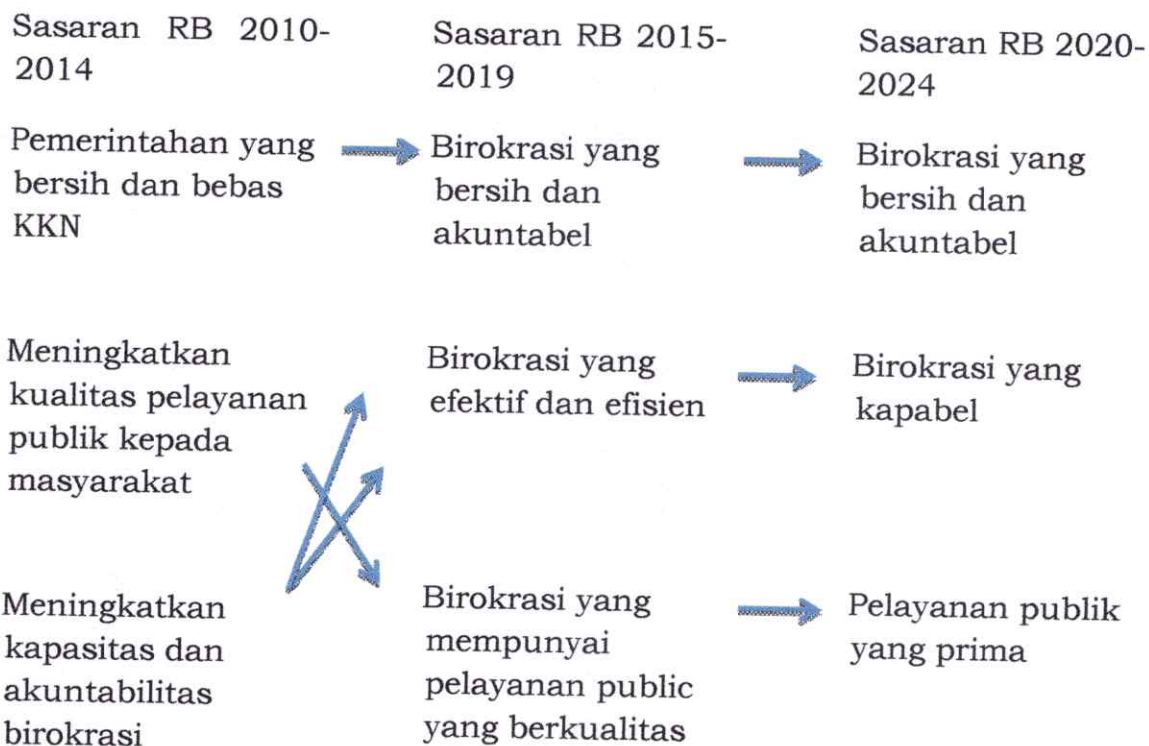 Sasaran RB 2010-
2014
Sasaran RB 2015-
2019
Sasaran RB 2020-
2024
Pemerintahan yang
bersih dan bebas
KKN
Birokrasi yang
bersih dan
akuntabel
Birokrasi yang
bersih dan
akuntabel
Meningkatkan
kualitas pelayanan
publik kepada
masyarakat
Birokrasi yang
efektif dan efisien
Birokrasi yang
kapabel
Meningkatkan
kapasitas dan
akuntabilitas
birokrasi
Birokrasi yang
mempunyai
pelayanan public
yang berkualitas
Pelayanan publik
yang prima